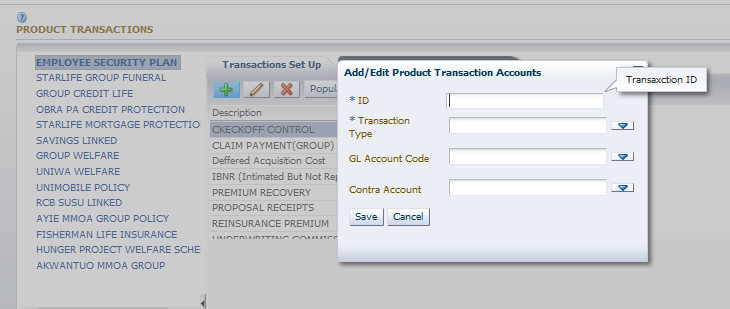 PRODUCT TRANSACTIONS
EMPLOYEE SECURITY PLAN
STARLIFE GROUP FUNERAL
GROUP CREDIT LIFE
OBRA PA CREDIT PROTECTION
STARLIFE MORTGAGE PROTECTIO
SAVINGS LINKED
GROUP WELFARE
UNIWA WELFARE
UNIMOBILE POLICY
RCB SUSU LINKED
AYIE MMOA GROUP POLICY
FISHERMAN LIFE INSURANCE
HUNGER PROJECT WELFARE SCHE
AKWANTUO MMOA GROUP
Transactions Set Up
Popula
Description
CKECKOFF CONTROL
CLAIM PAYMENT(GROUP)
Deffered Acquisition Cost
IBNR (Intimated But Not Rep
PREMIUM RECOVERY
PROPOSAL RECEIPTS
REINSURANCE PREMIUM
UNDERWRITING COMMISS
Add/Edit Product Transaction Accounts
* ID
* Transaction
Type
GL Account Code
Contra Account
Save Cancel
Transaxction ID